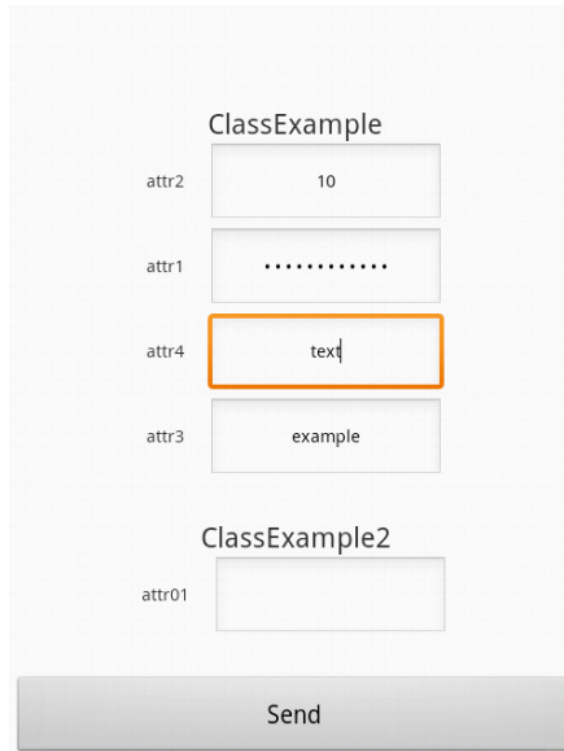 ClassExample
attr2 10
attr1 ············
attr4 text
attr3 example
ClassExample2
attr01
Send